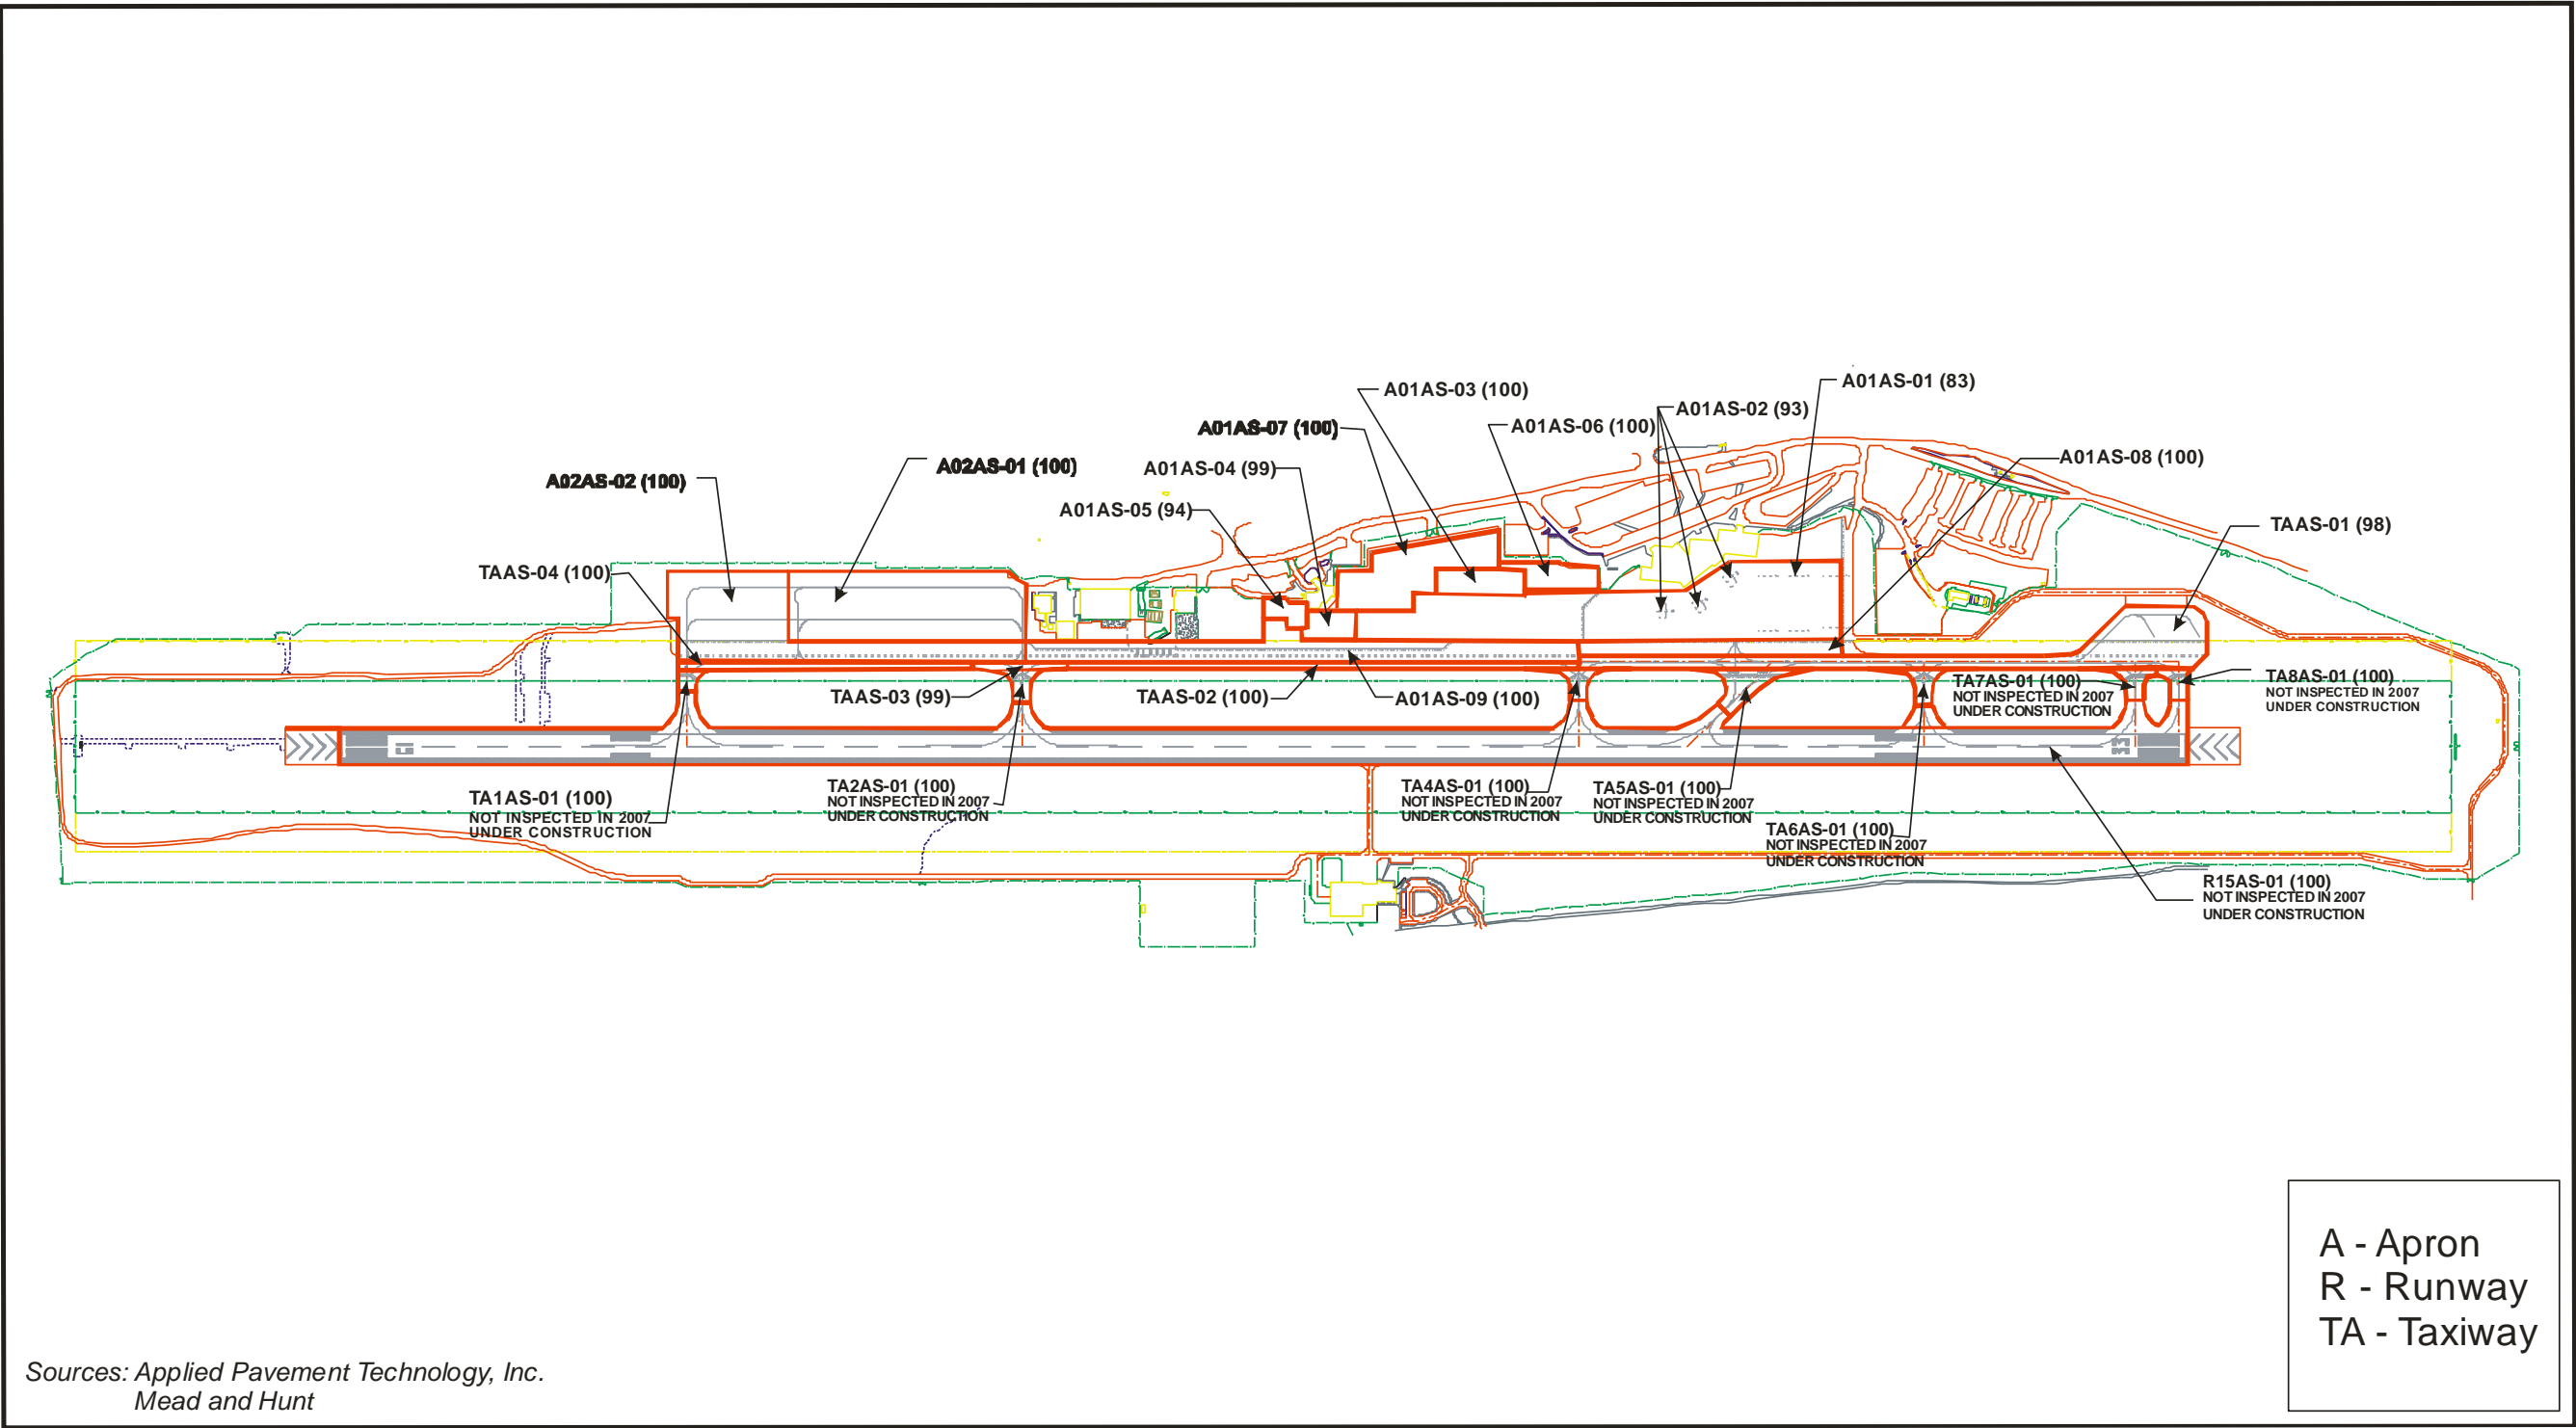 A01AS-01 (83)
A01AS-03 (100)
A01AS-02 (93)
A01AS-07 (100)
A01AS-06 (100)
A02AS-01 (100)
A01AS-04 (99)
A01AS-08 (100)
A02AS-02 (100)
A01AS-05 (94)
TAAS-01 (98)
TAAS-04 (100)
TAAS-03 (99)
TAAS-02 (100)
A01AS-09 (100)
TA7AS-01 (100)
NOT INSPECTED IN 2007
UNDER CONSTRUCTION
TA8AS-01 (100)
NOT INSPECTED IN 2007
UNDER CONSTRUCTION
TA1AS-01 (100)
NOT INSPECTED IN 2007
UNDER CONSTRUCTION
TA2AS-01 (100)
NOT INSPECTED IN 2007
UNDER CONSTRUCTION
TA4AS-01 (100)
NOT INSPECTED IN 2007
UNDER CONSTRUCTION
TA5AS-01 (100)
NOT INSPECTED IN 2007
UNDER CONSTRUCTION
TA6AS-01 (100)
NOT INSPECTED IN 2007
UNDER CONSTRUCTION
R15AS-01 (100)
NOT INSPECTED IN 2007
UNDER CONSTRUCTION
A - Apron
R - Runway
TA - Taxiway
Sources: Applied Pavement Technology, Inc.
Mead and Hunt